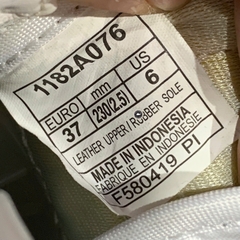 1182A076
EURO mm US
37 230(2.5) 6
LEATHER UPPER/RUBBER SOLE
MADE IN INDONESIA
FABRIQUE EN INDONESIE
F580419 PI